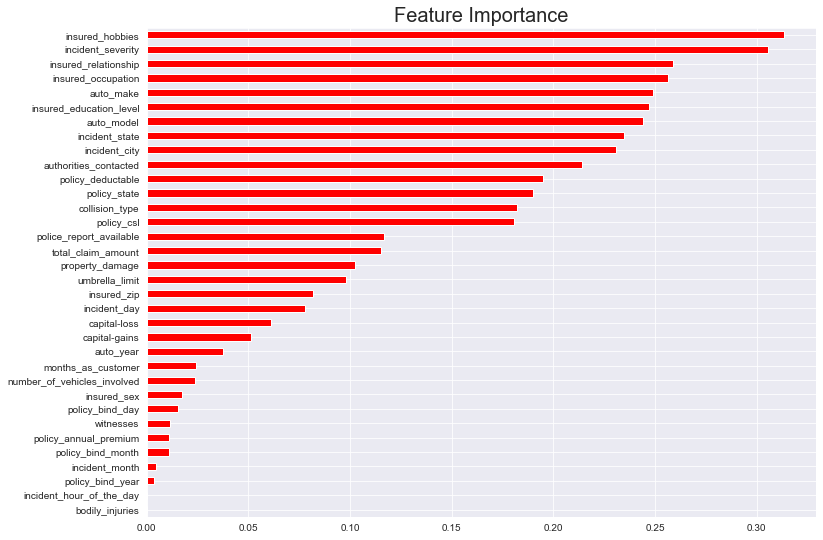 Feature Importance
insured_hobbies
incident_severity
insured_relationship
insured_occupation
auto_make
insured_education_level
auto_model
incident_state
incident_city
authorities_contacted
policy_deductable
policy_state
collision_type
policy_csl
police_report_available
total_claim_amount
property_damage
umbrella_limit
insured_zip
incident_day
capital-loss
capital-gains
auto_year
months_as_customer
number_of_vehicles_involved
insured_sex
policy_bind_day
witnesses
policy_annual_premium
policy_bind_month
incident_month
policy_bind_year
incident_hour_of_the_day
bodily_injuries
0.00 0.05 0.10 0.15 0.20 0.25 0.30